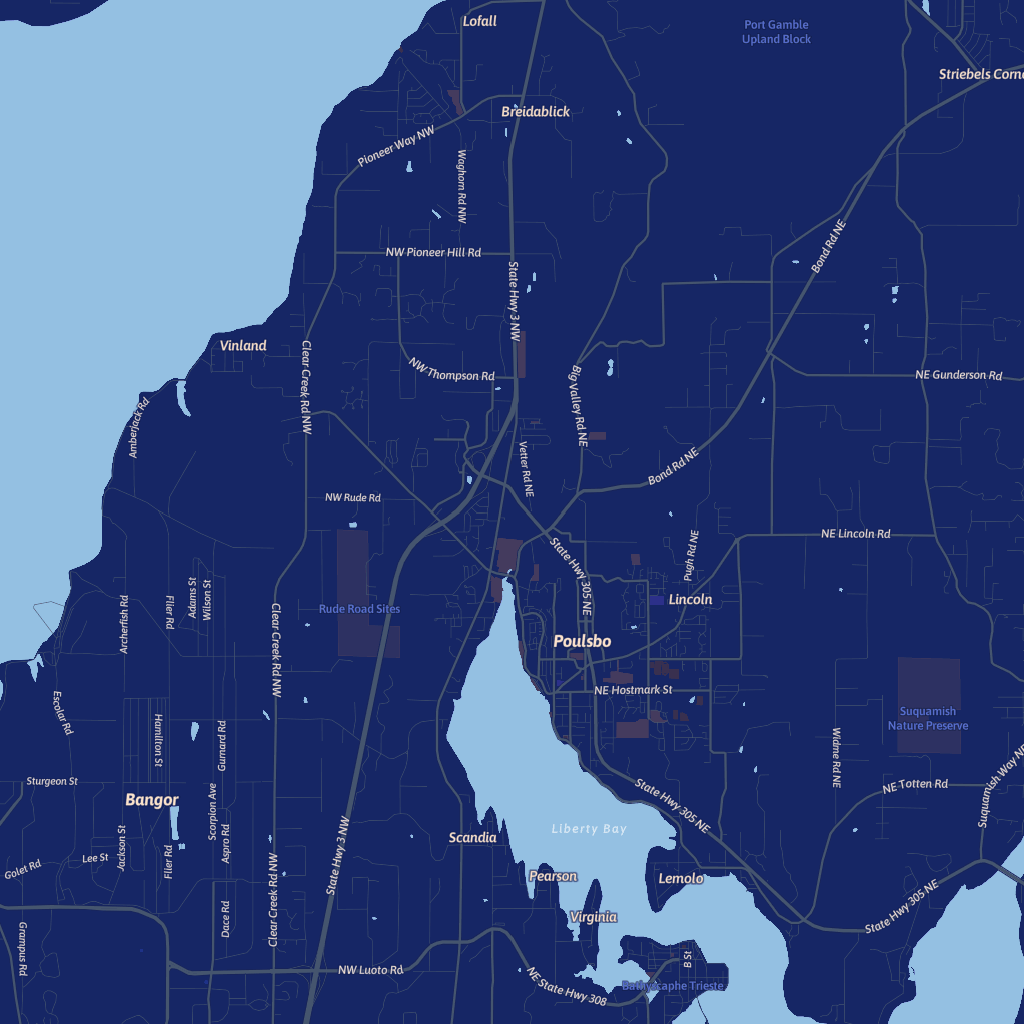 Lofall
Port Gamble
Upland Block
Striebels Corne
Breidablick
Pioneer Way NW
Waghorn Rd NW
NW Pioneer Hill Rd
Bond Rd NE
State Hwy 3 NW
Vinland
Clear Creek Rd NW
NW Thompson Rd
Big Valley Rd NE
NE Gunderson Rd
Amberjack Rd
Vetter Rd NE
Bond Rd NE
NW Rude Rd
NE Lincoln Rd
State Hwy 305 NE
Pugh Rd NE
Adams St
Wilson St
Archerfish Rd
Flier Rd
Rude Road Sites
Lincoln
Clear Creek Rd NW
Poulsbo
NE Hostmark St
Escolar Rd
Suquamish
Nature Preserve
Hamilton St
Gurnard Rd
Widme Rd NE
Sturgeon St
Suquamish Way NE
NE Totten Rd
Bangor
Scorpion Ave
State Hwy 305 NE
Liberty Bay
Scandia
Jackson St
Aspro Rd
Lee St
Flier Rd
Golet Rd
State Hwy 3 NW
Pearson
Lemolo
Clear Creek Rd NW
Dace Rd
Virginia
State Hwy 305 NE
Grampus Rd
B St
NW Luoto Rd
NE State Hwy 308
Bathyscaphe Trieste